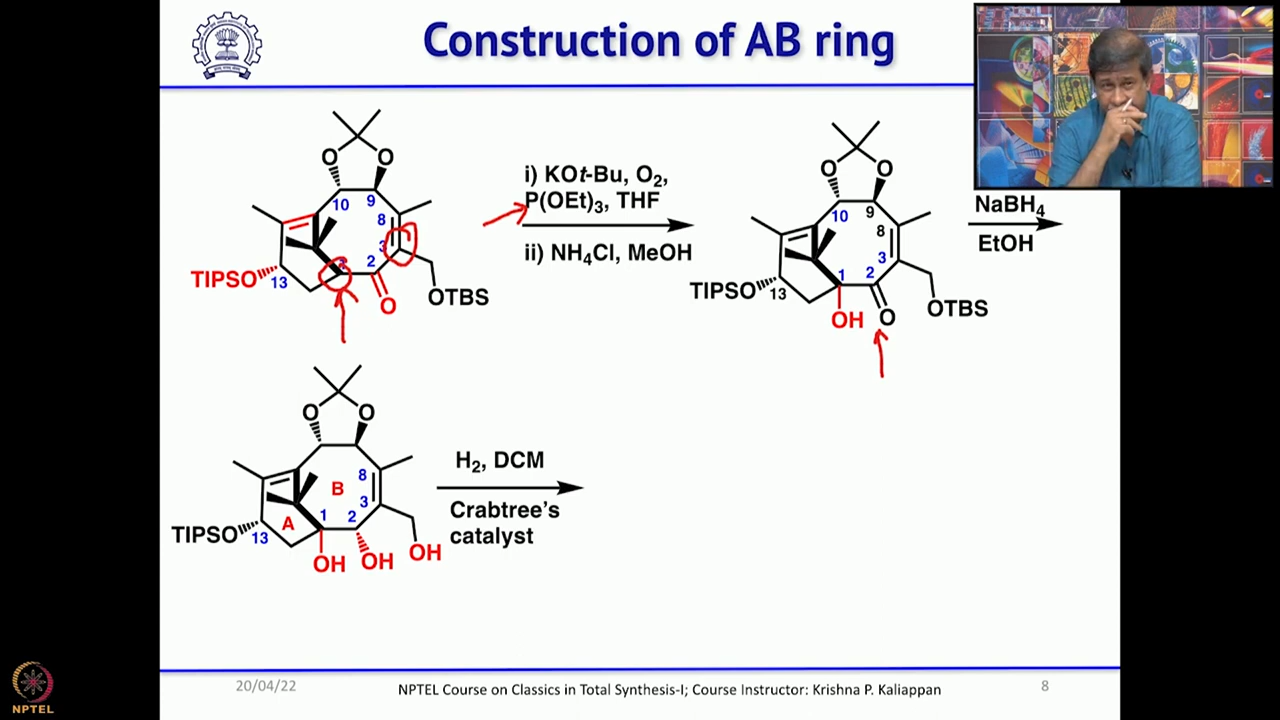 Construction of AB ring
O
O
10
9
8
3
2
TIPSO
13
O
OTBS
i) KOt-Bu, O2,
P(OEt)3, THF
ii) NH4Cl, MeOH
O
O
10
9
8
3
2
1
TIPSO
13
OH
O
OTBS
NaBH4
EtOH
O
O
8
B
3
A
1
2
TIPSO
13
OH
OH
OH
H2, DCM
Crabtree's
catalyst
20/04/22
NPTEL Course on Classics in Total Synthesis-I; Course Instructor: Krishna P. Kaliappan
8
NPTEL